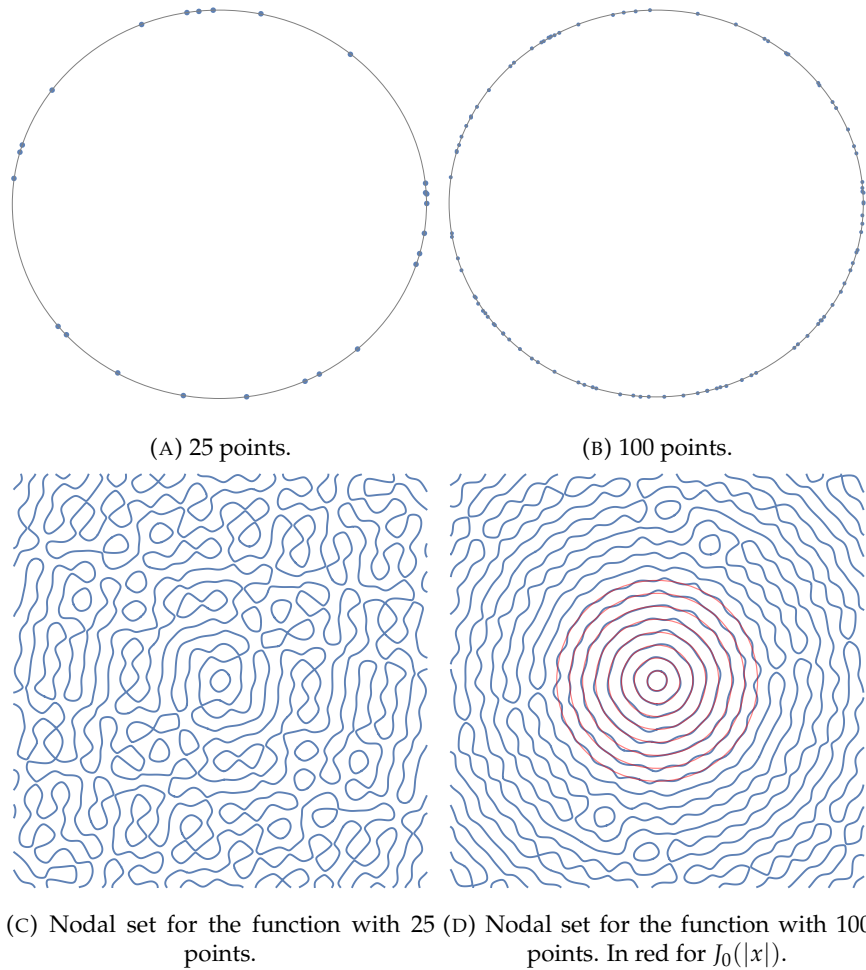 (A) 25 points.
(B) 100 points.
(C) Nodal set for the function with 25 points.
(D) Nodal set for the function with 100 points. In red for J₀(|x|).